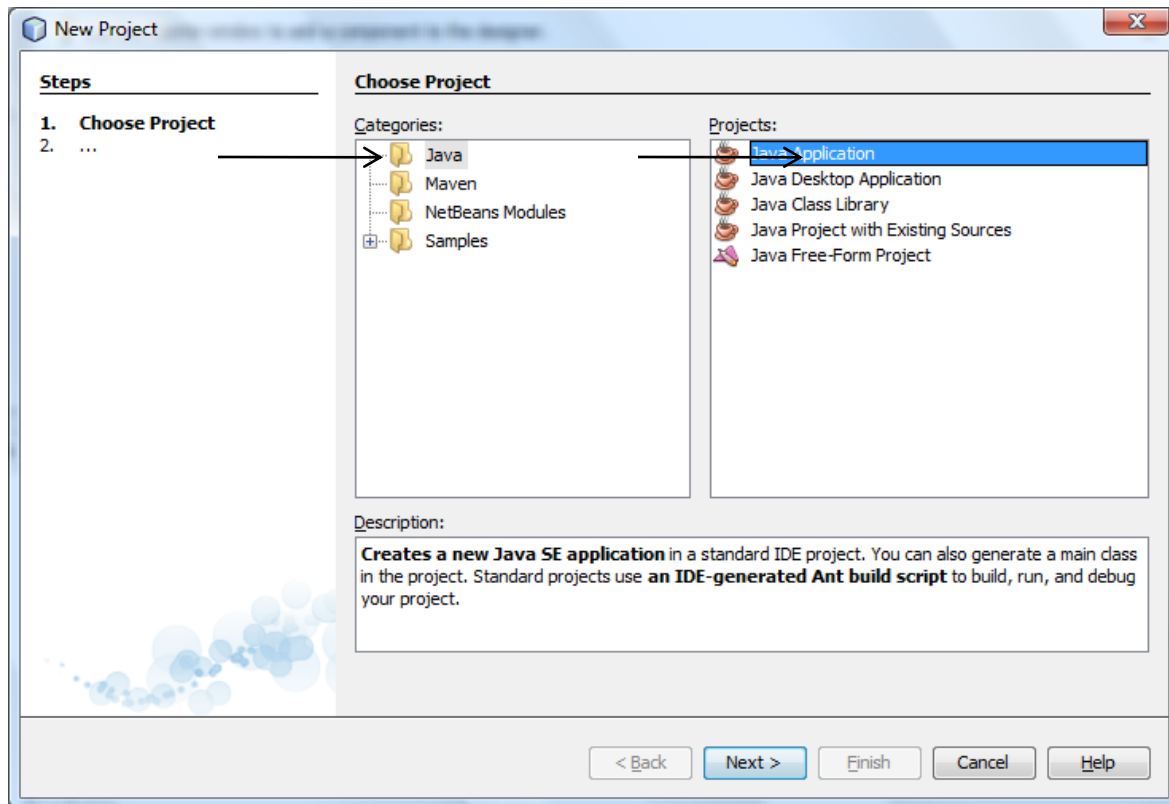 New Project
Steps
1. Choose Project
2. ...
Choose Project
Categories:
Java
Maven
NetBeans Modules
Samples
Projects:
Java Application
Java Desktop Application
Java Class Library
Java Project with Existing Sources
Java Free-Form Project
Description:
Creates a new Java SE application in a standard IDE project. You can also generate a main class
in the project. Standard projects use an IDE-generated Ant build script to build, run, and debug
your project.
< Back
Next >
Finish
Cancel
Help